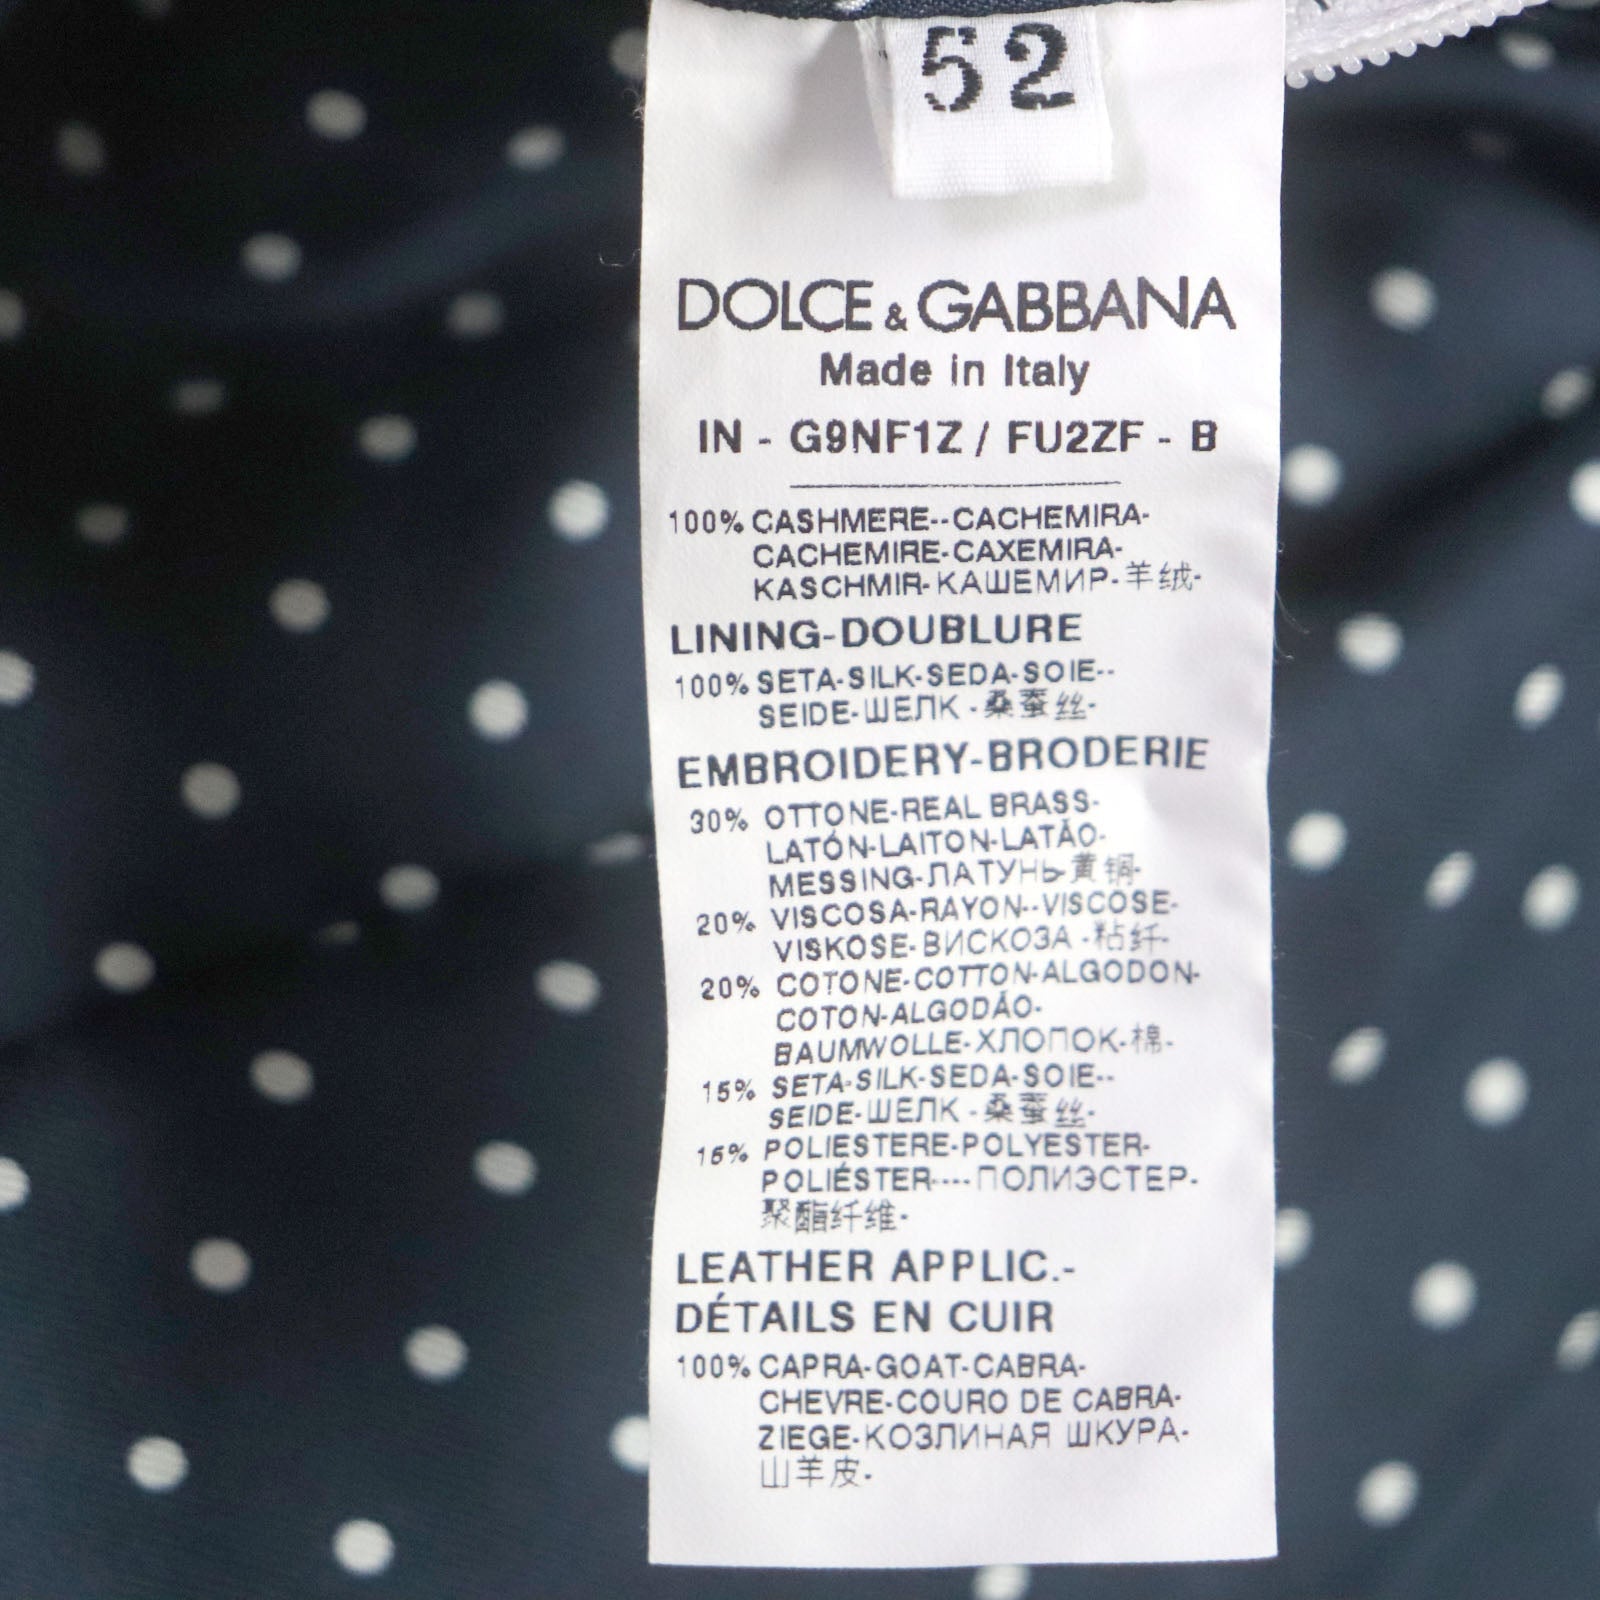 52
DOLCE & GABBANA
Made in Italy
IN - G9NF1Z / FU2ZF - B
100% CASHMERE--CACHEMIRA-
CACHEMIRE-CAXEMIRA-
KASCHMIR-КАШЕМИР-羊绒-
LINING-DOUBLURE
100% SETA-SILK-SEDA-SOIE--
SEIDE-ШЕЛК -桑蚕丝-
EMBROIDERY-BRODERIE
30% OTTONE-REAL BRASS-
LATÓN-LAITON-LATÃO-
MESSING-ЛАТУНЬ-黄铜-
20% VISCOSA-RAYON--VISCOSE-
VISKOSE-ВИСКОЗА -粘纤-
20% COTONE-COTTON-ALGODON-
COTON-ALGODÃO-
BAUMWOLLE-ХЛОПОК-棉-
15% SETA-SILK-SEDA-SOIE--
SEIDE-ШЕЛК -桑蚕丝-
15% POLIESTERE-POLYESTER-
POLIÉSTER----ПОЛИЭСТЕР-
聚酯纤维-
LEATHER APPLIC.-
DÉTAILS EN CUIR
100% CAPRA-GOAT-CABRA-
CHEVRE-COURO DE CABRA-
ZIEGE-КОЗЛИНАЯ ШКУРА-
山羊皮-